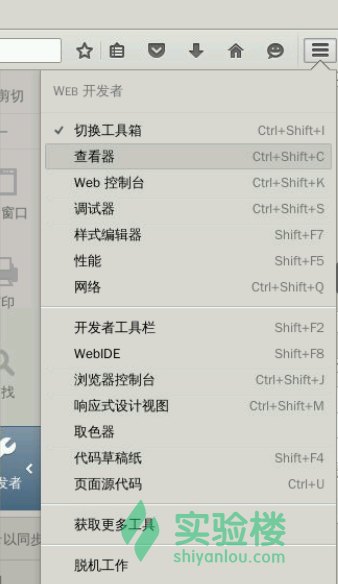 WEB 开发者
剪切
切换工具箱 Ctrl+Shift+I
查看器 Ctrl+Shift+C
Web 控制台 Ctrl+Shift+K
调试器 Ctrl+Shift+S
窗口
样式编辑器 Shift+F7
性能 Shift+F5
网络 Ctrl+Shift+Q
印
开发者工具栏 Shift+F2
WebIDE Shift+F8
浏览器控制台 Ctrl+Shift+J
找
响应式设计视图 Ctrl+Shift+M
取色器
代码草稿纸 Shift+F4
发者
页面源代码 Ctrl+U
获取更多工具
以同步
脱机工作
实验楼
shiyanlou.com